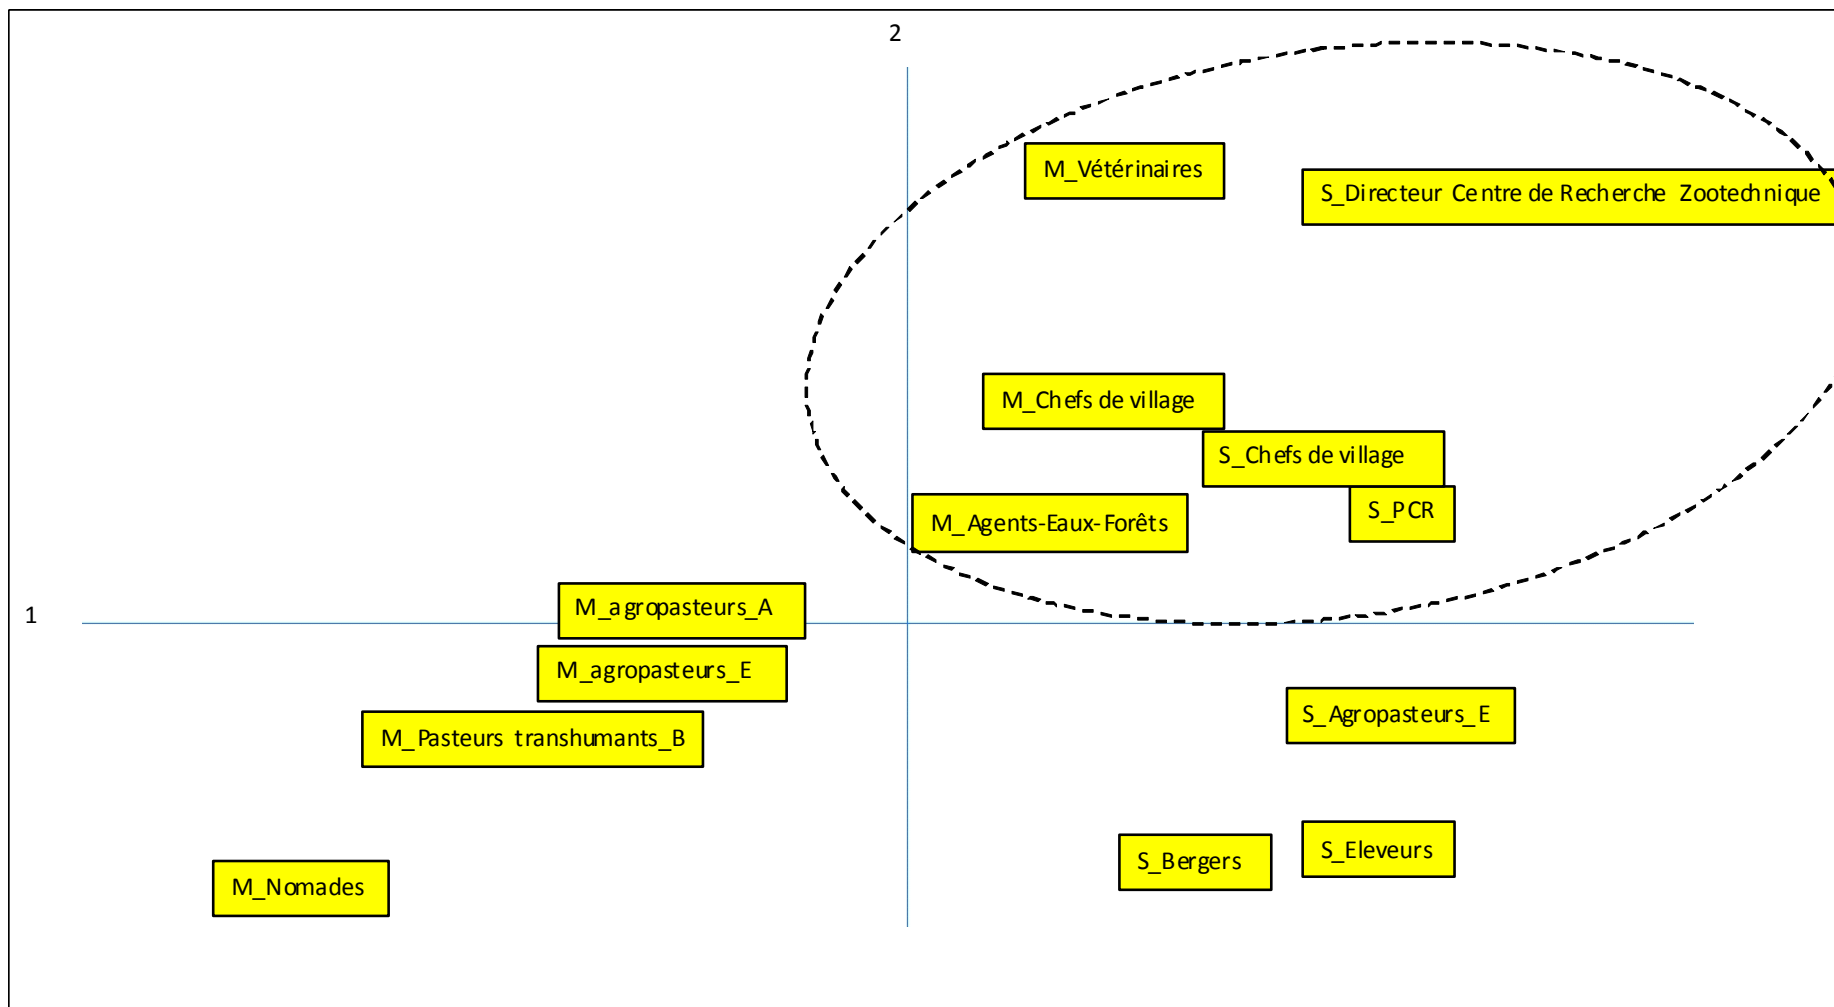 2
M_Vétérinaires
S_Directeur Centre de Recherche Zootechnique
M_Chefs de village
S_Chefs de village
S_PCR
M_Agents-Eaux-Forêts
M_agropasteurs_A
1
M_agropasteurs_E
S_Agropasteurs_E
M_Pasteurs transhumants_B
S_Bergers
S_Eleveurs
M_Nomades